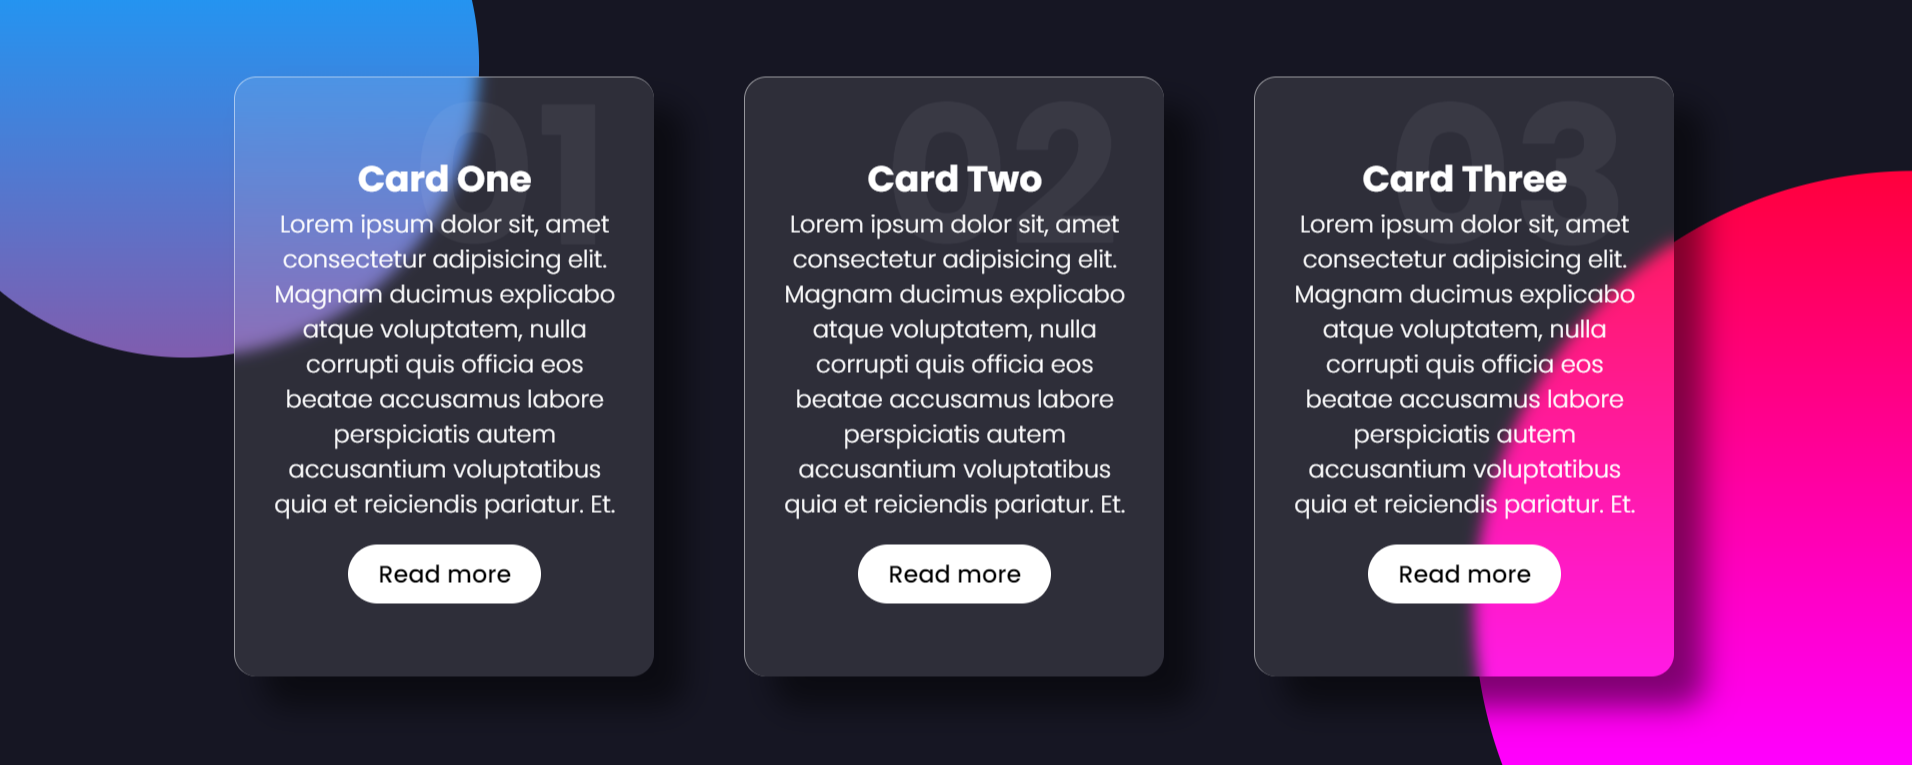 01
Card One
Lorem ipsum dolor sit, amet
consectetur adipisicing elit.
Magnam ducimus explicabo
atque voluptatem, nulla
corrupti quis officia eos
beatae accusamus labore
perspiciatis autem
accusantium voluptatibus
quia et reiciendis pariatur. Et.
Read more
02
Card Two
Lorem ipsum dolor sit, amet
consectetur adipisicing elit.
Magnam ducimus explicabo
atque voluptatem, nulla
corrupti quis officia eos
beatae accusamus labore
perspiciatis autem
accusantium voluptatibus
quia et reiciendis pariatur. Et.
Read more
03
Card Three
Lorem ipsum dolor sit, amet
consectetur adipisicing elit.
Magnam ducimus explicabo
atque voluptatem, nulla
corrupti quis officia eos
beatae accusamus labore
perspiciatis autem
accusantium voluptatibus
quia et reiciendis pariatur. Et.
Read more